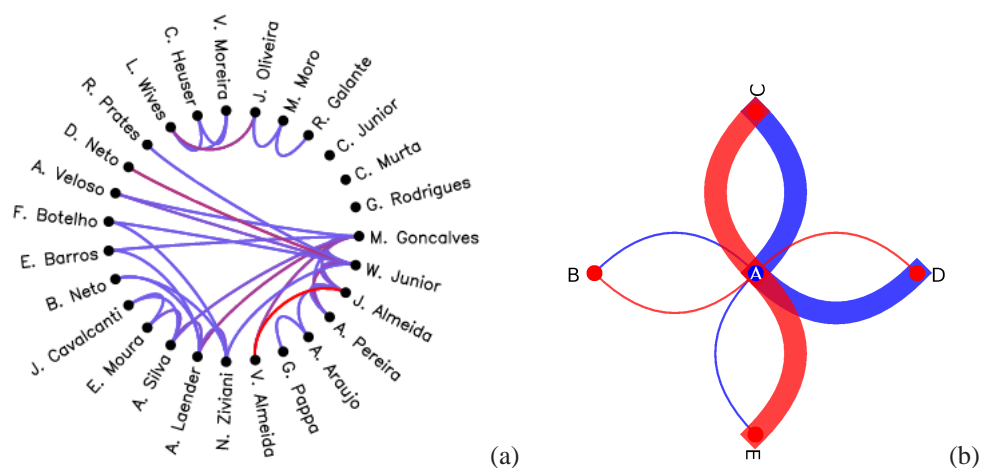 R. Prates
L. Wives
C. Heuser
V. Moreira
J. Oliveira
M. Moro
R. Galante
C. Junior
C. Murta
G. Rodrigues
M. Goncalves
W. Junior
J. Almeida
A. Pereira
A. Araujo
G. Pappa
V. Almeida
N. Ziviani
A. Laender
A. Silva
E. Moura
J. Cavalcanti
B. Neto
E. Barros
F. Botelho
A. Veloso
D. Neto
(a)
C
B
A
D
E
(b)